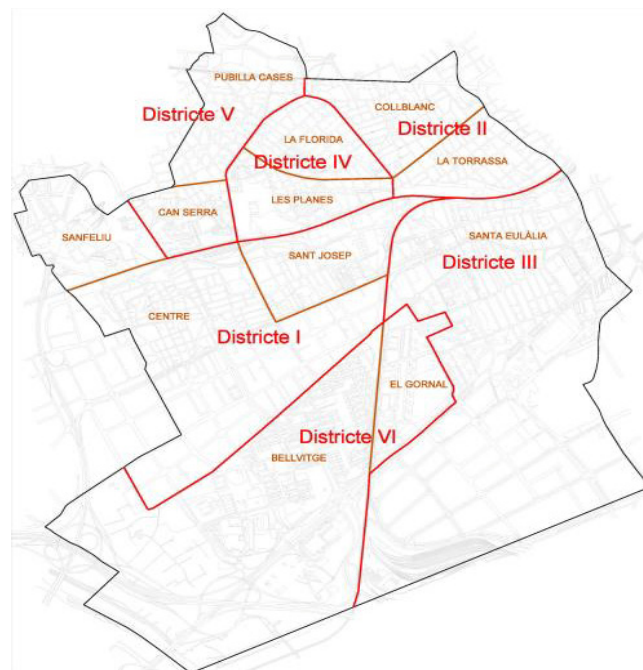 PUBILLA CASES
COLLBLANC
Districte V
Districte II
LA FLORIDA
Districte IV
LA TORRASSA
LES PLANES
CAN SERRA
SANFELIU
SANTA EULÀLIA
SANT JOSEP
Districte III
CENTRE
Districte I
EL GORNAL
Districte VI
BELLVITGE